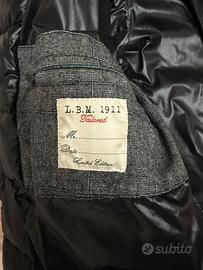 L.B.M. 1911
Tailored
Mr.
Date
Limited Edition
subito